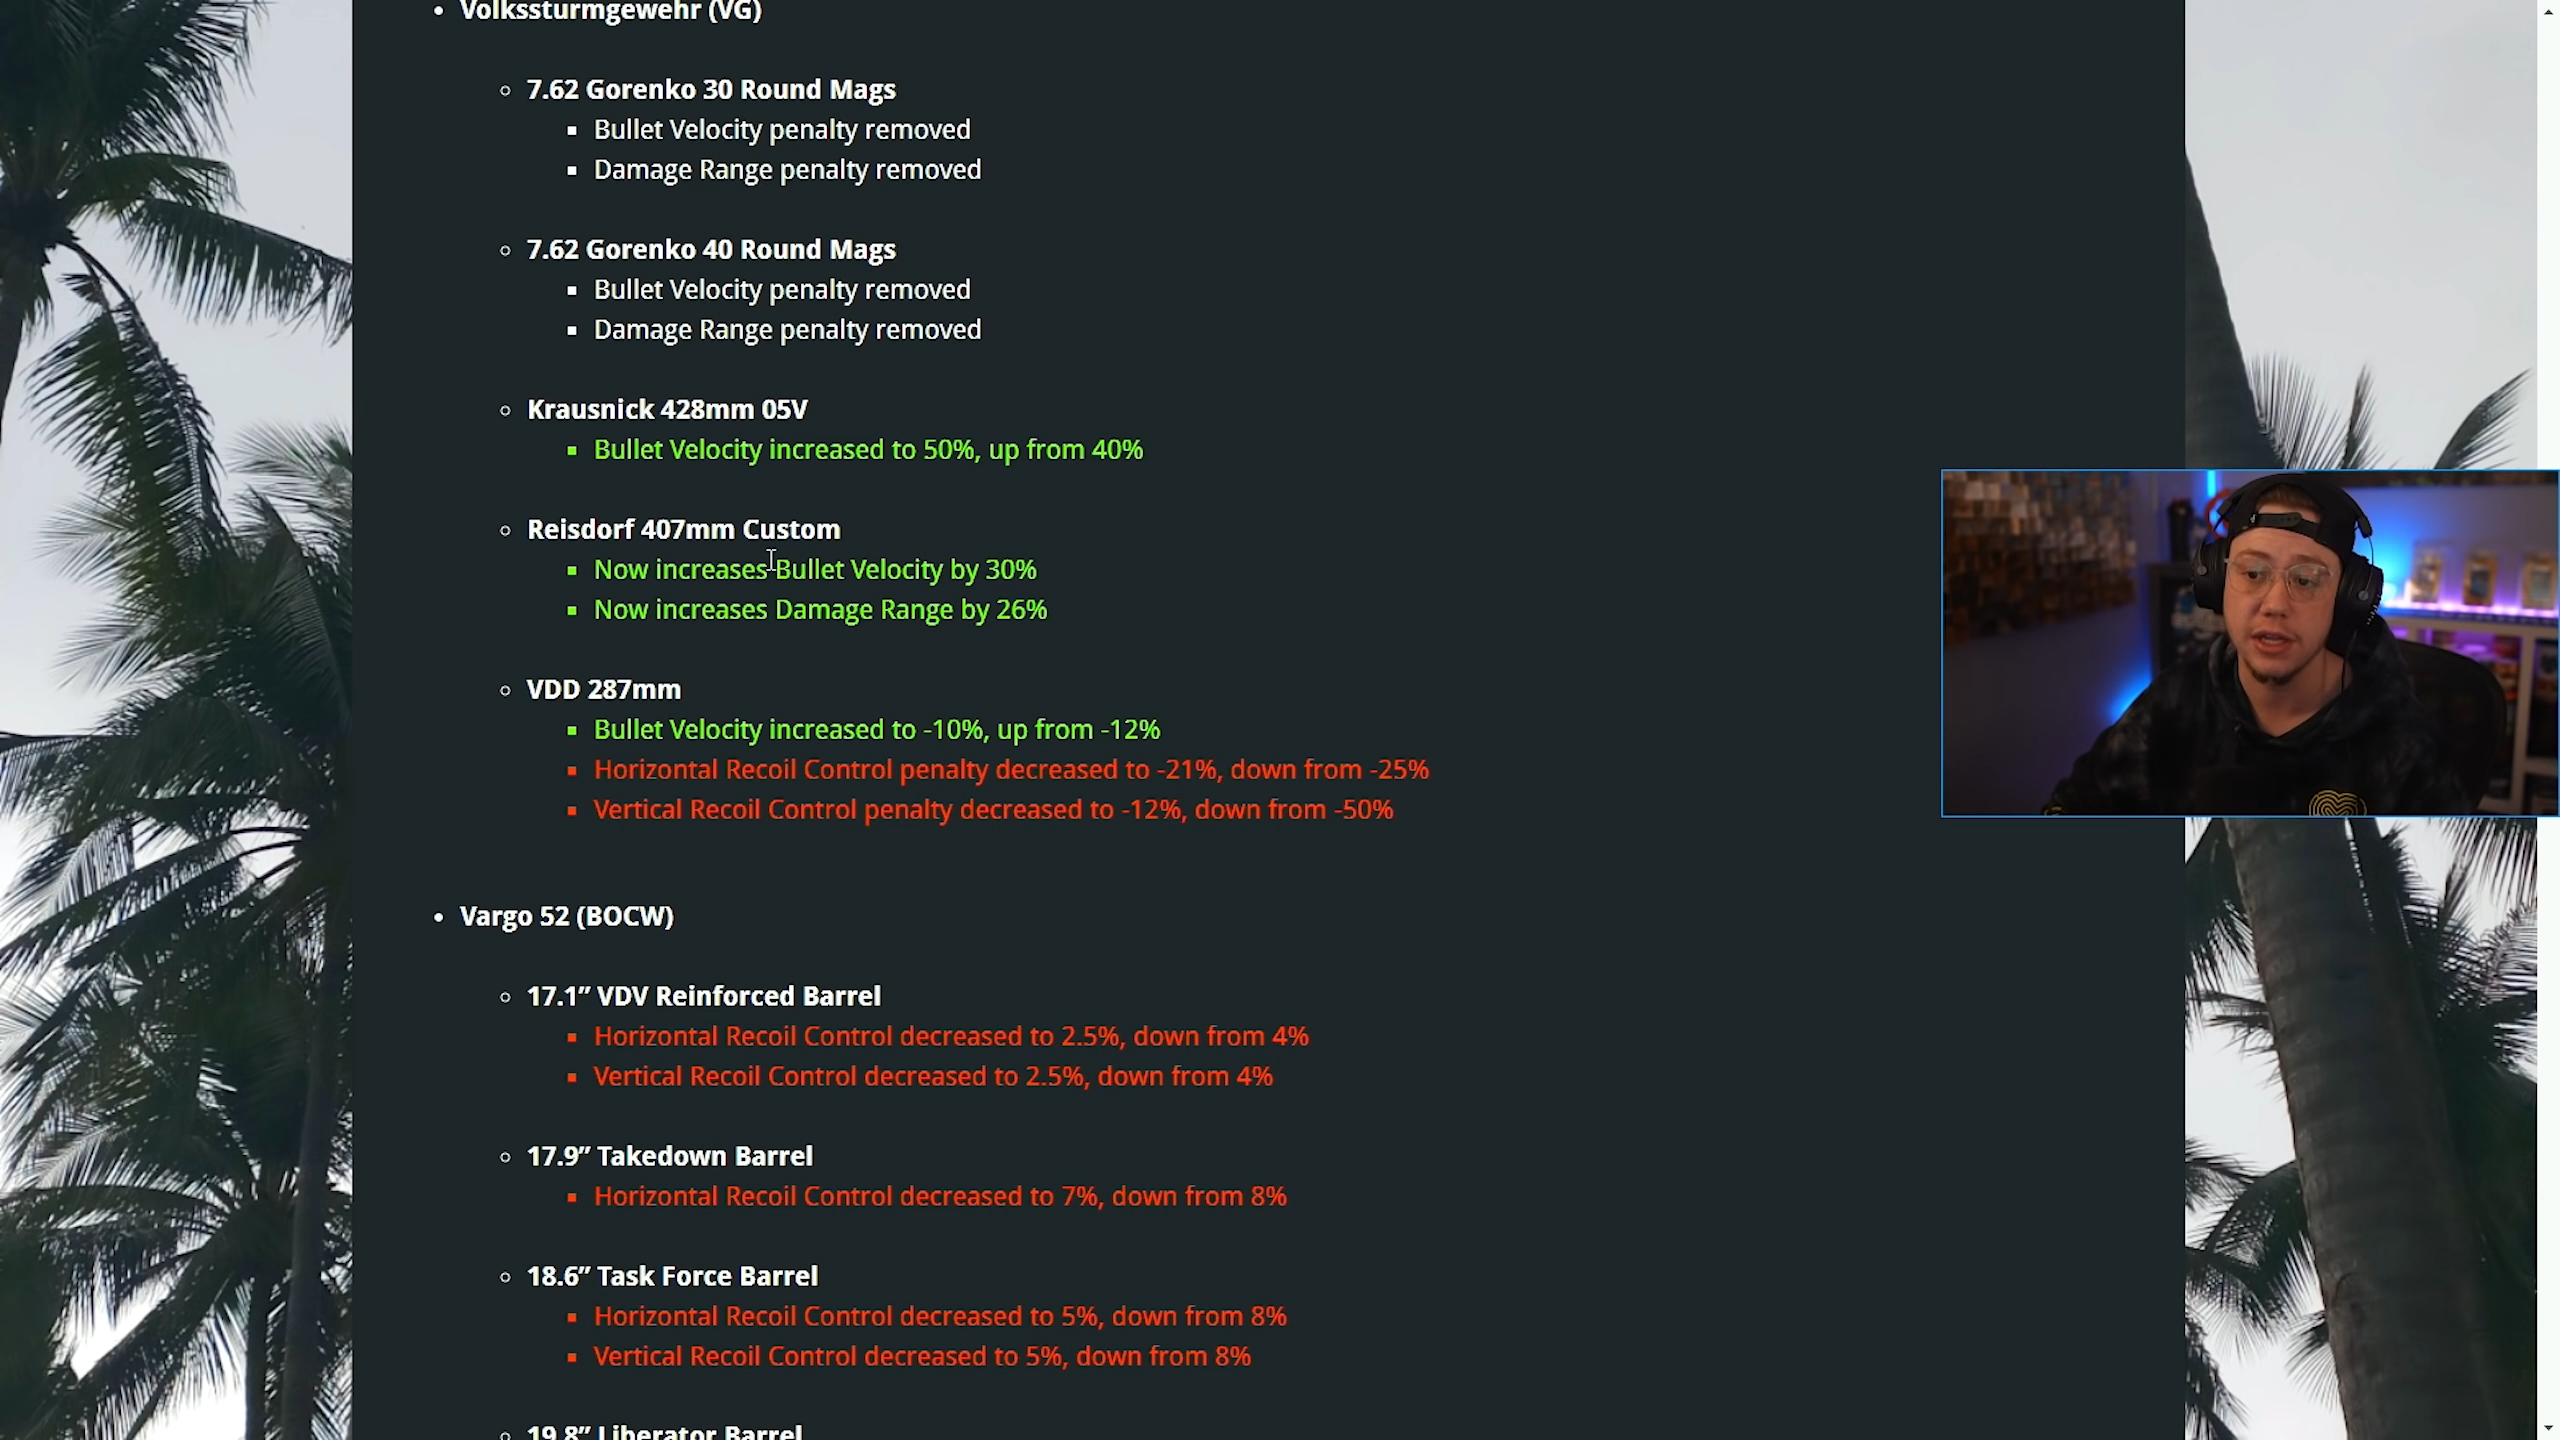 Volkssturmgewehr (VG)
7.62 Gorenko 30 Round Mags
Bullet Velocity penalty removed
Damage Range penalty removed
7.62 Gorenko 40 Round Mags
Bullet Velocity penalty removed
Damage Range penalty removed
Krausnick 428mm 05V
Bullet Velocity increased to 50%, up from 40%
Reisdorf 407mm Custom
Now increases Bullet Velocity by 30%
Now increases Damage Range by 26%
VDD 287mm
Bullet Velocity increased to -10%, up from -12%
Horizontal Recoil Control penalty decreased to -21%, down from -25%
Vertical Recoil Control penalty decreased to -12%, down from -50%
Vargo 52 (BOCW)
17.1” VDV Reinforced Barrel
Horizontal Recoil Control decreased to 2.5%, down from 4%
Vertical Recoil Control decreased to 2.5%, down from 4%
17.9” Takedown Barrel
Horizontal Recoil Control decreased to 7%, down from 8%
18.6” Task Force Barrel
Horizontal Recoil Control decreased to 5%, down from 8%
Vertical Recoil Control decreased to 5%, down from 8%
19.8” Liberator Barrel